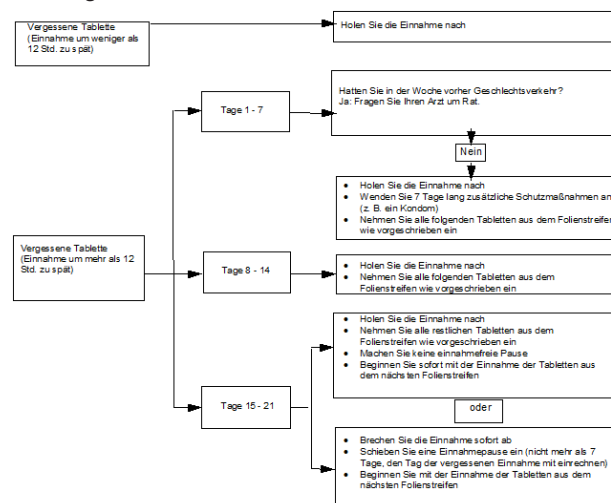 Vergessene Tablette
(Einnahme um weniger als
12 Std. zu spät)
Holen Sie die Einnahme nach
Hatten Sie in der Woche vorher Geschlechtsverkehr?
Ja: Fragen Sie Ihren Arzt um Rat.
Tage 1 - 7
Nein
• Holen Sie die Einnahme nach
• Wenden Sie 7 Tage lang zusätzliche Schutzmaßnahmen an
(z. B. ein Kondom)
• Nehmen Sie alle folgenden Tabletten aus dem Folienstreifen
wie vorgeschrieben ein
Vergessene Tablette
(Einnahme um mehr als 12
Std. zu spät)
Tage 8 - 14
• Holen Sie die Einnahme nach
• Nehmen Sie alle folgenden Tabletten aus dem
Folienstreifen wie vorgeschrieben ein
• Holen Sie die Einnahme nach
• Nehmen Sie alle restlichen Tabletten aus dem
Folienstreifen wie vorgeschrieben ein
• Machen Sie keine einnahmefreie Pause
• Beginnen Sie sofort mit der Einnahme der Tabletten aus
dem nächsten Folienstreifen
Tage 15 - 21
oder
• Brechen Sie die Einnahme sofort ab
• Schieben Sie eine Einnahmepause ein (nicht mehr als 7
Tage, den Tag der vergessenen Einnahme mit einrechnen)
• Beginnen Sie mit der Einnahme der Tabletten aus dem
nächsten Folienstreifen